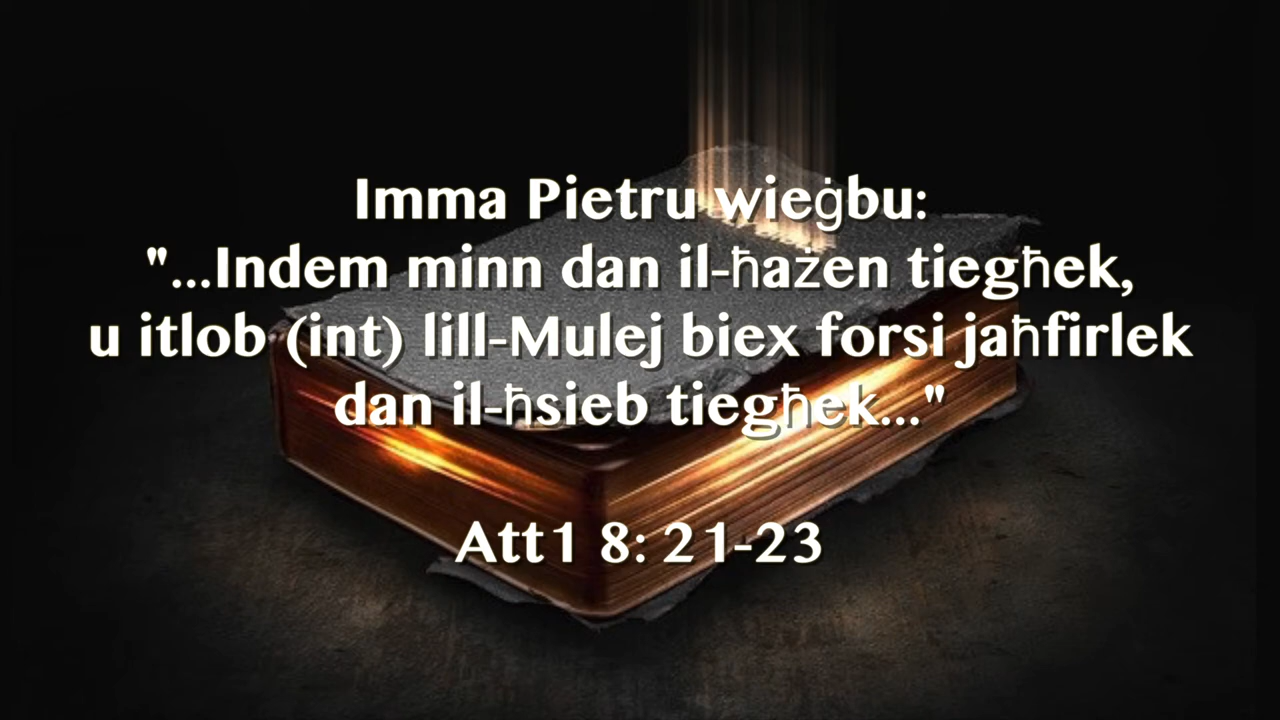 Imma Pietru wieġbu:
"...Indem minn dan il-ħażen tiegħek,
u itlob (int) lill-Mulej biex forsi jaħfirlek
dan il-ħsieb tiegħek..."
Att1 8: 21-23